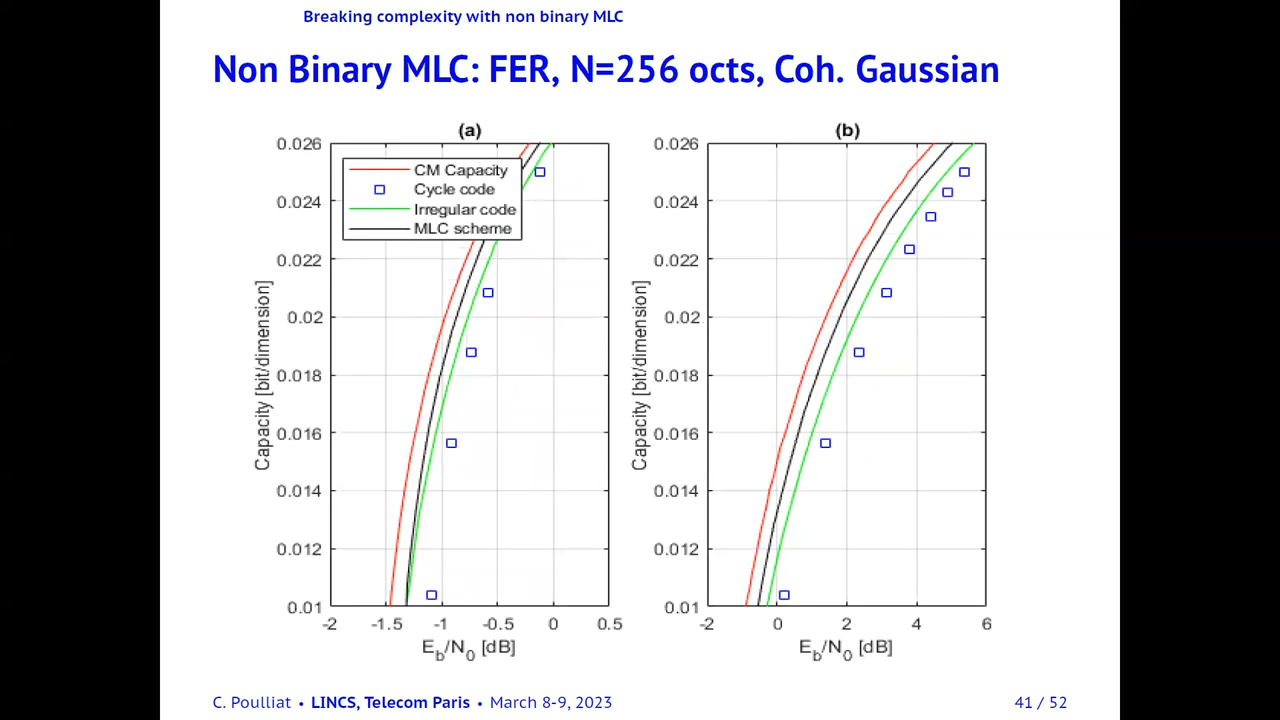 Breaking complexity with non binary MLC
Non Binary MLC: FER, N=256 octs, Coh. Gaussian
(a)
0.026
0.024
0.022
0.02
0.018
0.016
0.014
0.012
0.01
Capacity [bit/dimension]
CM Capacity
Cycle code
Irregular code
MLC scheme
-2 -1.5 -1 -0.5 0 0.5
E_b/N_0 [dB]
(b)
0.026
0.024
0.022
0.02
0.018
0.016
0.014
0.012
0.01
Capacity [bit/dimension]
-2 0 2 4 6
E_b/N_0 [dB]
C. Poulliat • LINCS, Telecom Paris • March 8-9, 2023 41 / 52